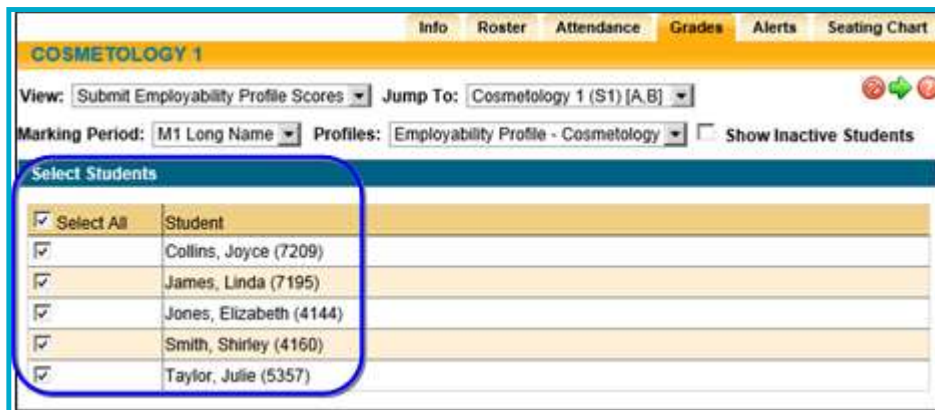 Info Roster Attendance Grades Alerts Seating Chart
COSMETOLOGY 1
View: Submit Employability Profile Scores Jump To: Cosmetology 1 (S1) [A,B]
Marking Period: M1 Long Name Profiles: Employability Profile - Cosmetology Show Inactive Students
Select Students
Select All Student
Collins, Joyce (7209)
James, Linda (7195)
Jones, Elizabeth (4144)
Smith, Shirley (4160)
Taylor, Julie (5357)